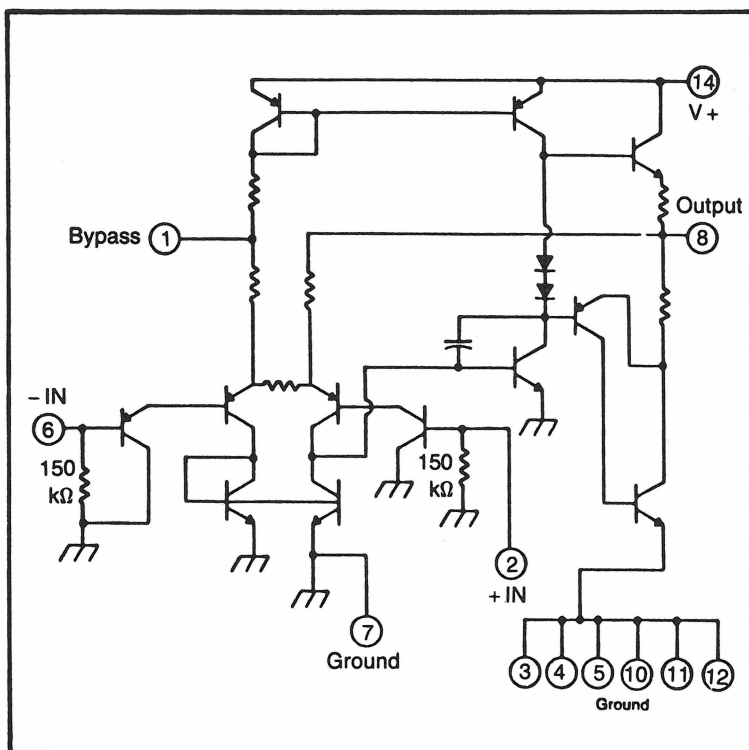 14
V +
Output
Bypass 1
8
– IN
6
150
kΩ
150
kΩ
2
+ IN
7
Ground
3 4 5 10 11 12
Ground